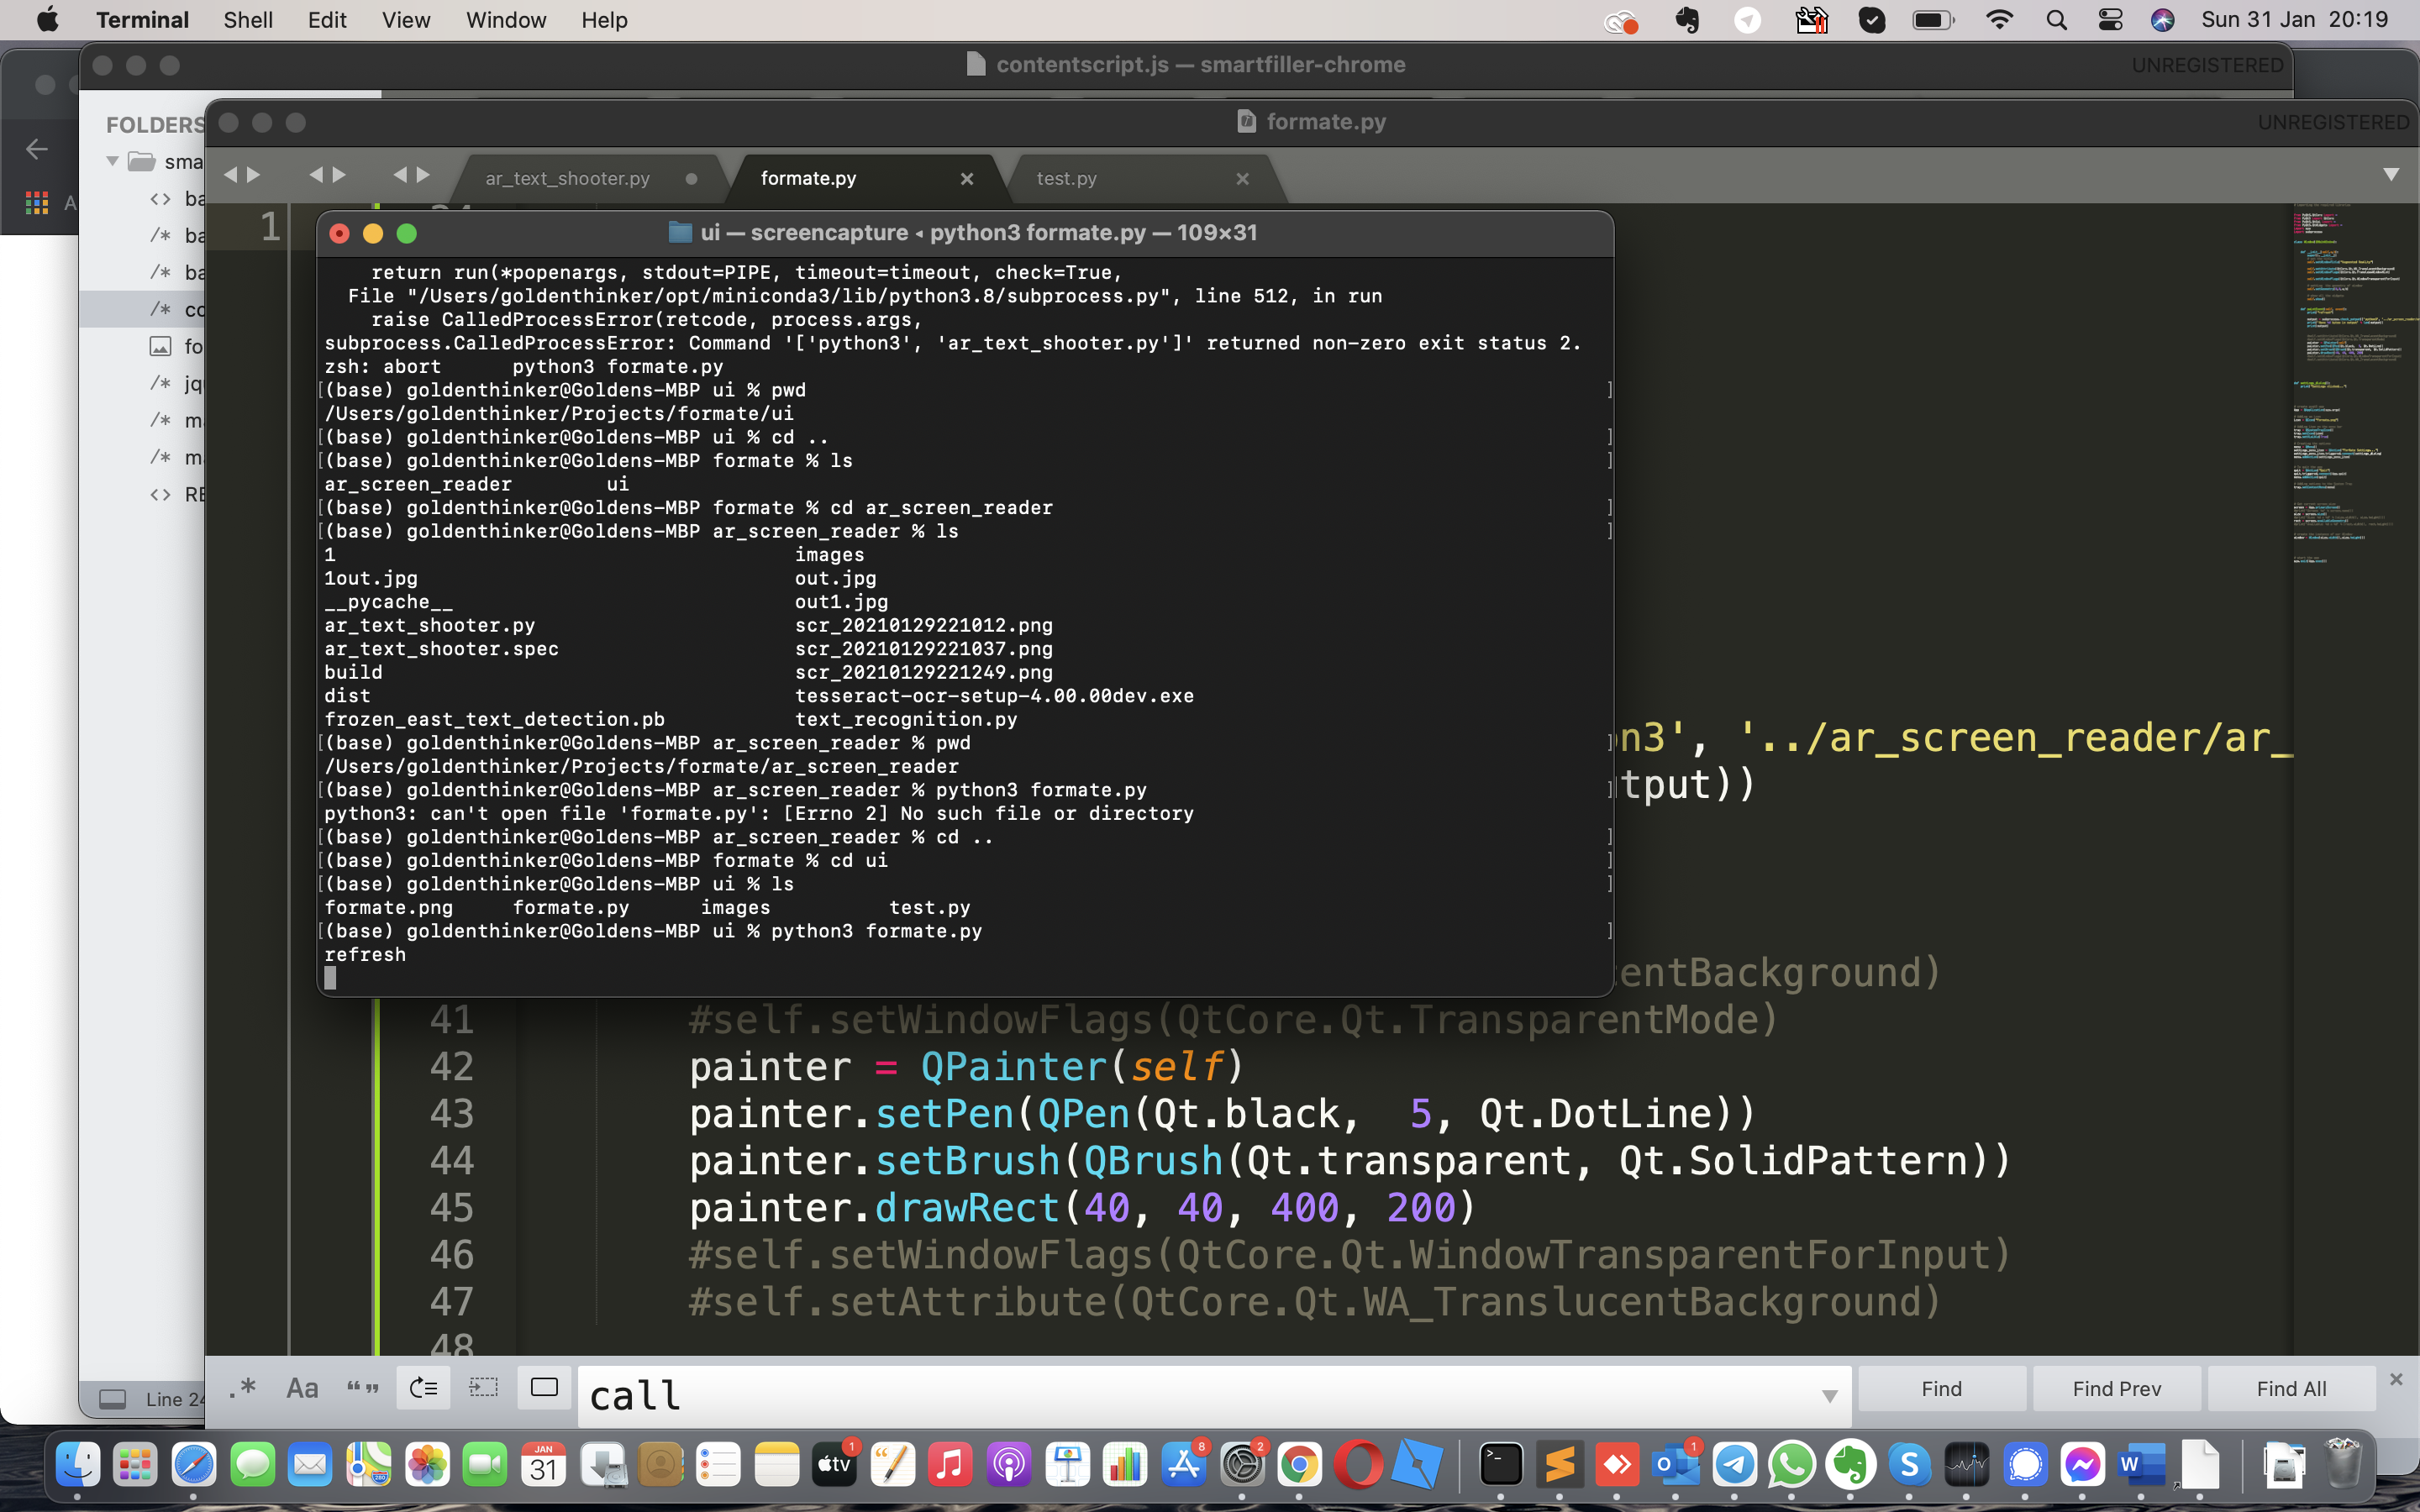 Terminal Shell Edit View Window Help Sun 31 Jan 20:19
contentscript.js — smartfiller-chrome UNREGISTERED
FOLDERS
formate.py UNREGISTERED
sma
ar_text_shooter.py formate.py test.py
<> ba
/* ba
/* ba
/* co
fo
/* jqu
/* m
/* m
<> RE
A
1
ui — screencapture ◂ python3 formate.py — 109×31
return run(*popenargs, stdout=PIPE, timeout=timeout, check=True,
File "/Users/goldenthinker/opt/miniconda3/lib/python3.8/subprocess.py", line 512, in run
raise CalledProcessError(retcode, process.args,
subprocess.CalledProcessError: Command '['python3', 'ar_text_shooter.py']' returned non-zero exit status 2.
zsh: abort python3 formate.py
[(base) goldenthinker@Goldens-MBP ui % pwd ]
/Users/goldenthinker/Projects/formate/ui
[(base) goldenthinker@Goldens-MBP ui % cd .. ]
[(base) goldenthinker@Goldens-MBP formate % ls ]
ar_screen_reader ui
[(base) goldenthinker@Goldens-MBP formate % cd ar_screen_reader ]
[(base) goldenthinker@Goldens-MBP ar_screen_reader % ls ]
1 images
1out.jpg out.jpg
__pycache__ out1.jpg
ar_text_shooter.py scr_20210129221012.png
ar_text_shooter.spec scr_20210129221037.png
build scr_20210129221249.png
dist tesseract-ocr-setup-4.00.00dev.exe
frozen_east_text_detection.pb text_recognition.py
[(base) goldenthinker@Goldens-MBP ar_screen_reader % pwd ]
/Users/goldenthinker/Projects/formate/ar_screen_reader
[(base) goldenthinker@Goldens-MBP ar_screen_reader % python3 formate.py ]
python3: can't open file 'formate.py': [Errno 2] No such file or directory
[(base) goldenthinker@Goldens-MBP ar_screen_reader % cd .. ]
[(base) goldenthinker@Goldens-MBP formate % cd ui ]
[(base) goldenthinker@Goldens-MBP ui % ls ]
formate.png formate.py images test.py
[(base) goldenthinker@Goldens-MBP ui % python3 formate.py ]
refresh
n3', '../ar_screen_reader/ar_
tput))
entBackground)
41 #self.setWindowFlags(QtCore.Qt.TransparentMode)
42 painter = QPainter(self)
43 painter.setPen(QPen(Qt.black, 5, Qt.DotLine))
44 painter.setBrush(QBrush(Qt.transparent, Qt.SolidPattern))
45 painter.drawRect(40, 40, 400, 200)
46 #self.setWindowFlags(QtCore.Qt.WindowTransparentForInput)
47 #self.setAttribute(QtCore.Qt.WA_TranslucentBackground)
48
Line 24
.* Aa “ ” call Find Find Prev Find All
JAN
31
280
tv
1
8
2
1